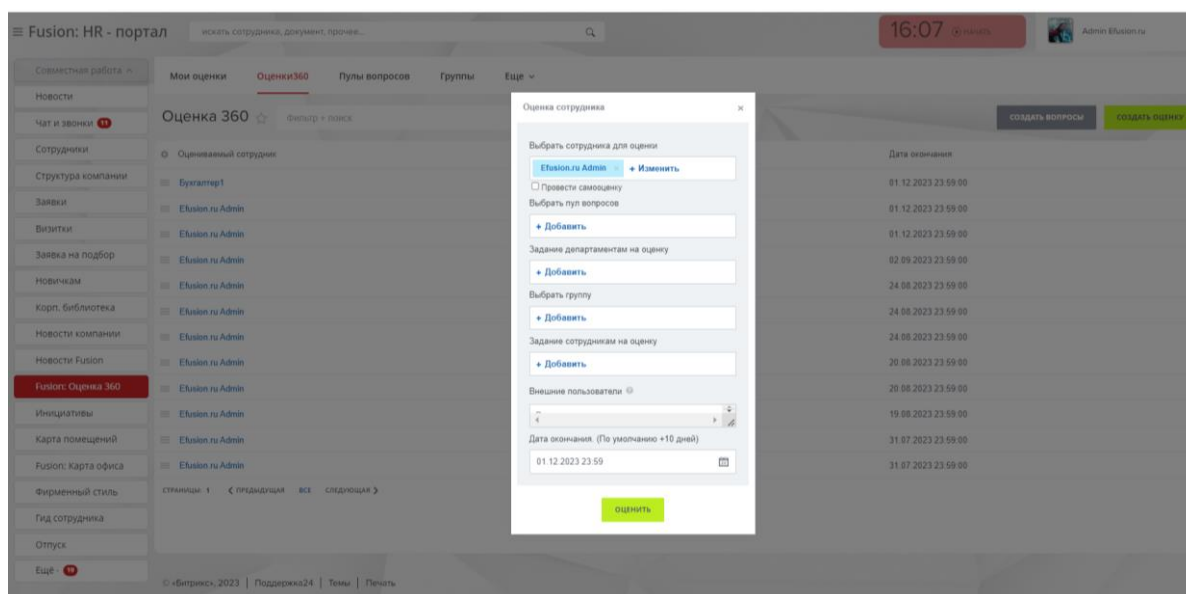 Fusion: HR - портал
искать сотрудника, документ, прочее...
16:07
Admin Efusion.ru
Совместная работа
Мои оценки Оценки360 Пулы вопросов Группы Еще
Новости
Чат и звонки 11
Сотрудники
Структура компании
Заявки
Визитки
Заявка на подбор
Новичкам
Корп. библиотека
Новости компании
Новости Fusion
Fusion: Оценка 360
Инициативы
Карта помещений
Fusion: Карта офиса
Фирменный стиль
Гид сотрудника
Отпуск
Ещё -
Оценка 360 Фильтр + поиск
СОЗДАТЬ ВОПРОСЫ СОЗДАТЬ ОЦЕНКУ
Оцениваемый сотрудник Дата окончания
Бухгалтер1 01.12.2023 23:59:00
Efusion.ru Admin 01.12.2023 23:59:00
Efusion.ru Admin 01.12.2023 23:59:00
Efusion.ru Admin 02.09.2023 23:59:00
Efusion.ru Admin 24.08.2023 23:59:00
Efusion.ru Admin 24.08.2023 23:59:00
Efusion.ru Admin 24.08.2023 23:59:00
Efusion.ru Admin 20.08.2023 23:59:00
Efusion.ru Admin 20.08.2023 23:59:00
Efusion.ru Admin 19.08.2023 23:59:00
Efusion.ru Admin 31.07.2023 23:59:00
Efusion.ru Admin 31.07.2023 23:59:00
СТРАНИЦЫ: 1 ПРЕДЫДУЩАЯ ВСЕ СЛЕДУЮЩАЯ
Оценка сотрудника
Выбрать сотрудника для оценки
Efusion.ru Admin + Изменить
Провести самооценку
Выбрать пул вопросов
+ Добавить
Задание департаментам на оценку
+ Добавить
Выбрать группу
+ Добавить
Задание сотрудникам на оценку
+ Добавить
Внешние пользователи
Дата окончания. (По умолчанию +10 дней)
01.12.2023 23:59
ОЦЕНИТЬ
© «Битрикс», 2023 | Поддержка24 | Темы | Печать